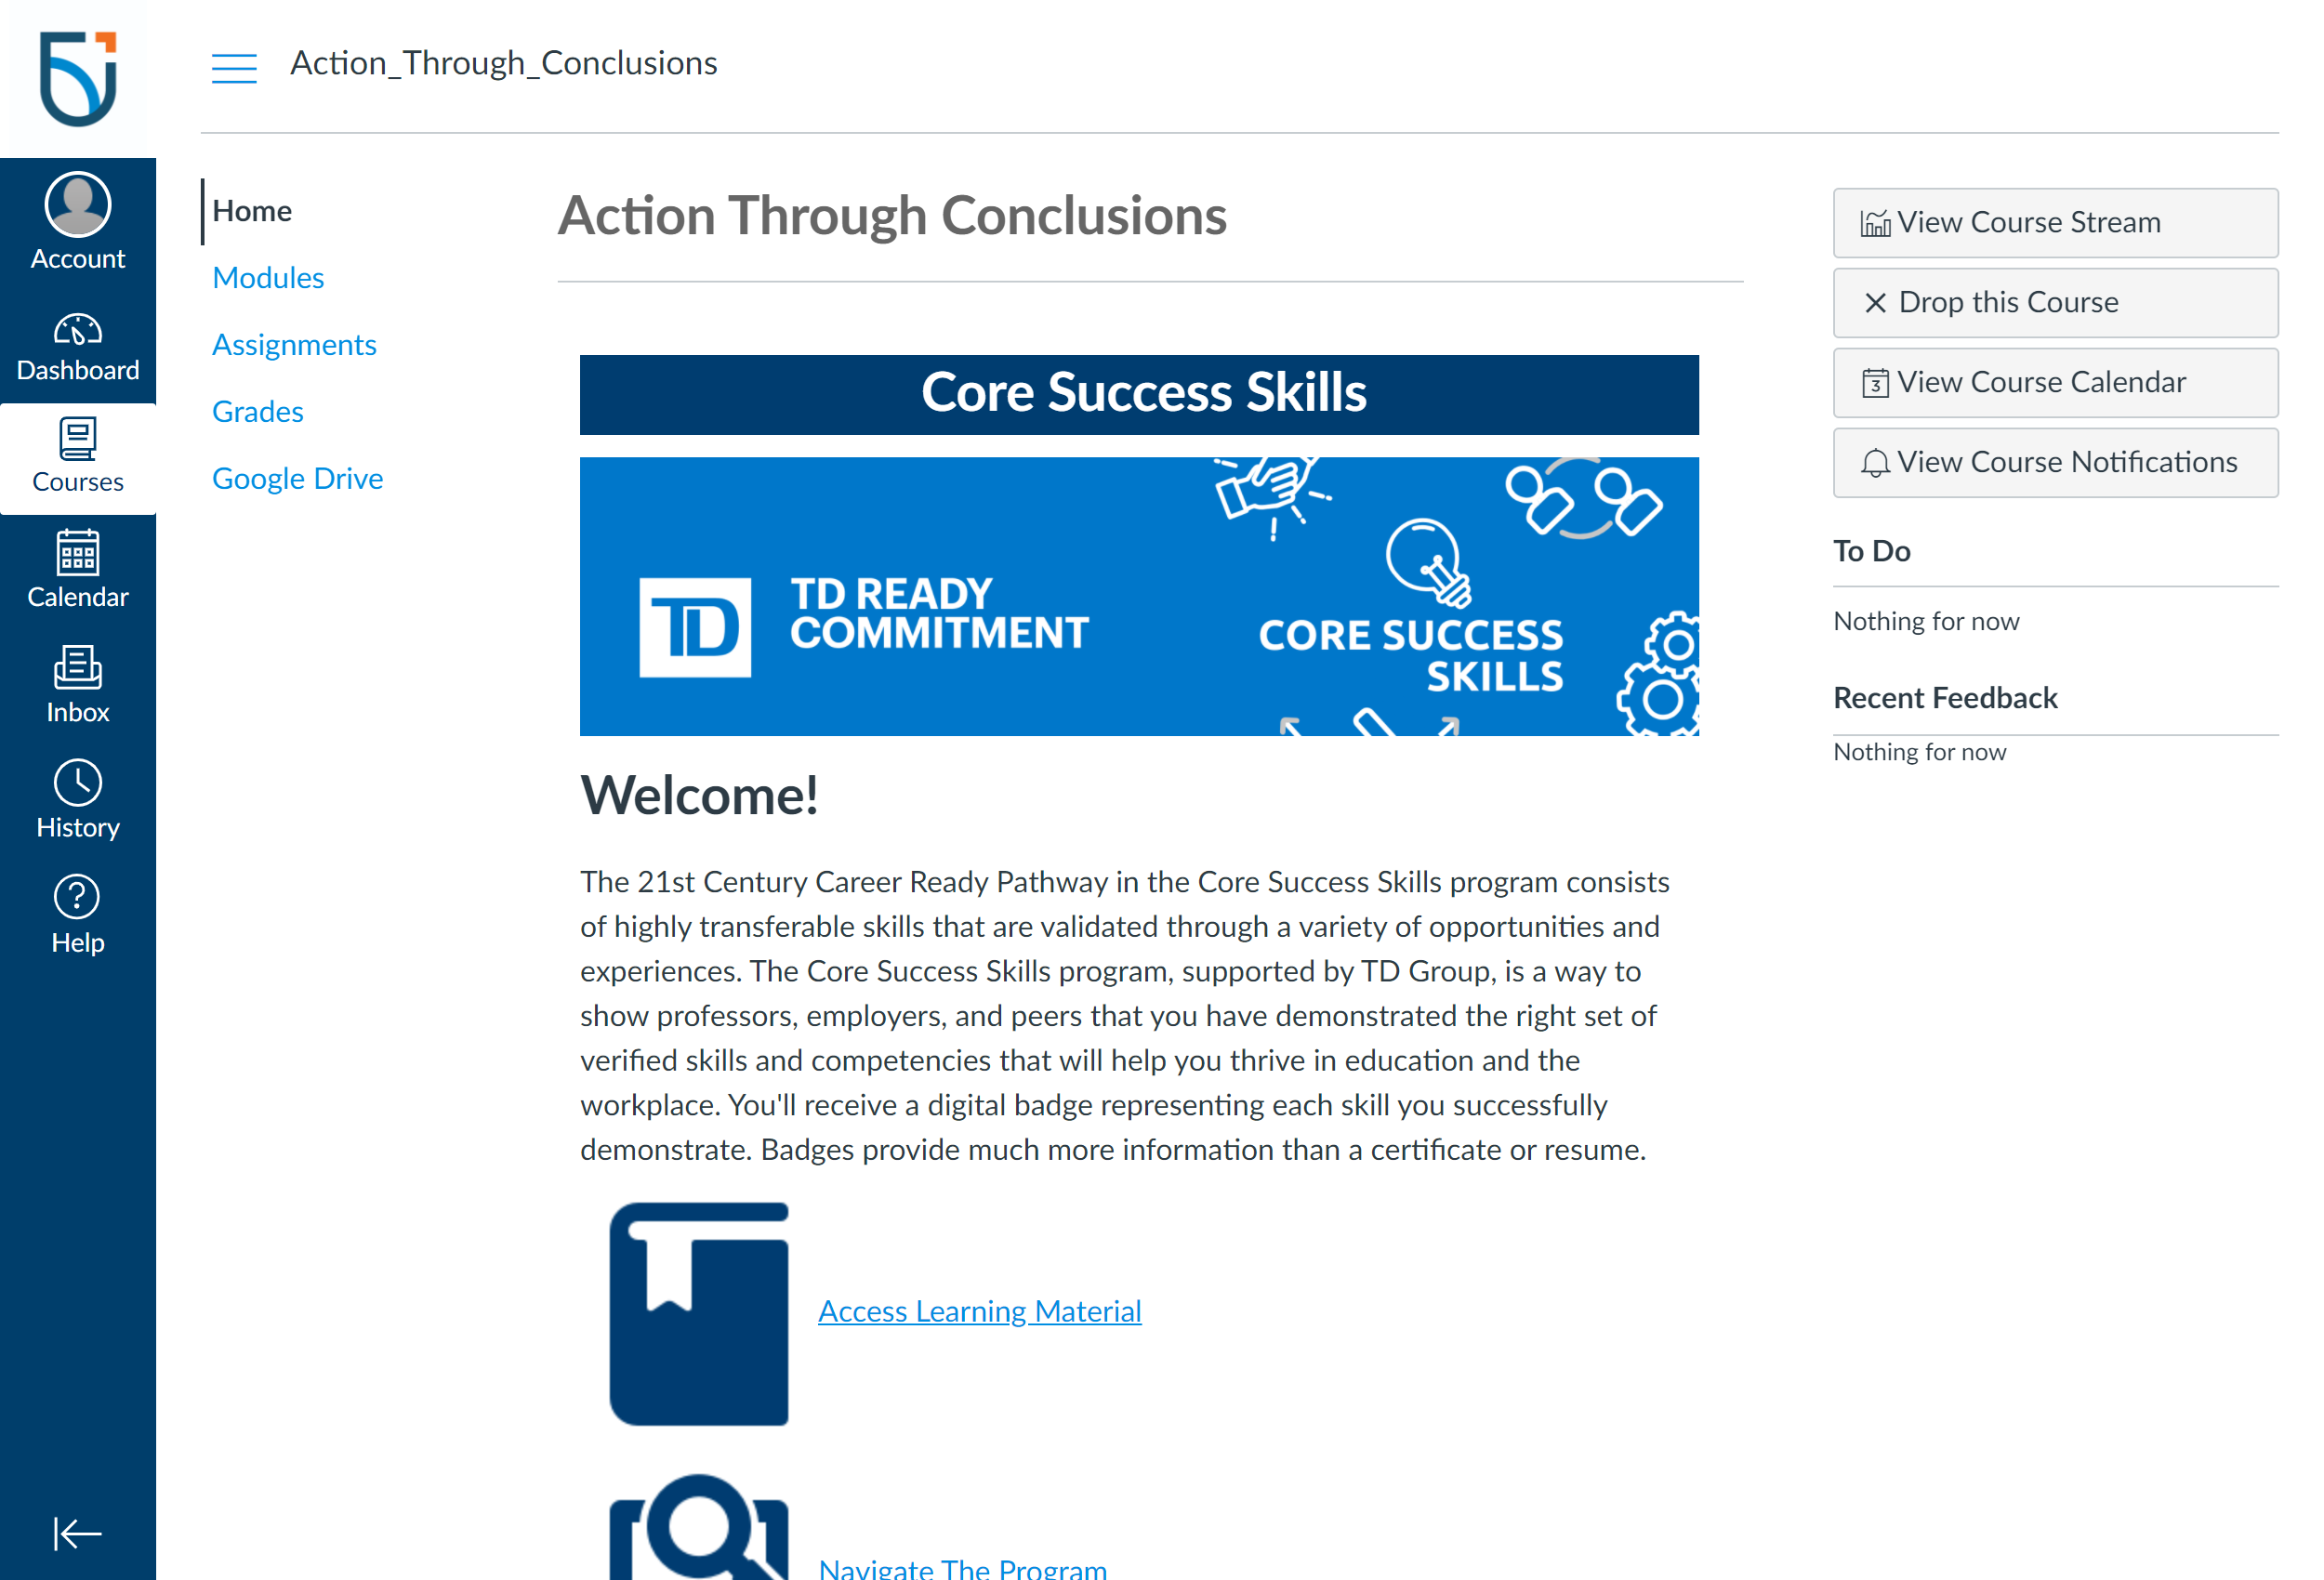 Action_Through_Conclusions
Account
Dashboard
Courses
Calendar
Inbox
History
Help
Home
Modules
Assignments
Grades
Google Drive
Action Through Conclusions
Core Success Skills
TD
TD READY
COMMITMENT
CORE SUCCESS
SKILLS
Welcome!
The 21st Century Career Ready Pathway in the Core Success Skills program consists
of highly transferable skills that are validated through a variety of opportunities and
experiences. The Core Success Skills program, supported by TD Group, is a way to
show professors, employers, and peers that you have demonstrated the right set of
verified skills and competencies that will help you thrive in education and the
workplace. You'll receive a digital badge representing each skill you successfully
demonstrate. Badges provide much more information than a certificate or resume.
Access Learning Material
Navigate The Program
View Course Stream
Drop this Course
3
View Course Calendar
View Course Notifications
To Do
Nothing for now
Recent Feedback
Nothing for now